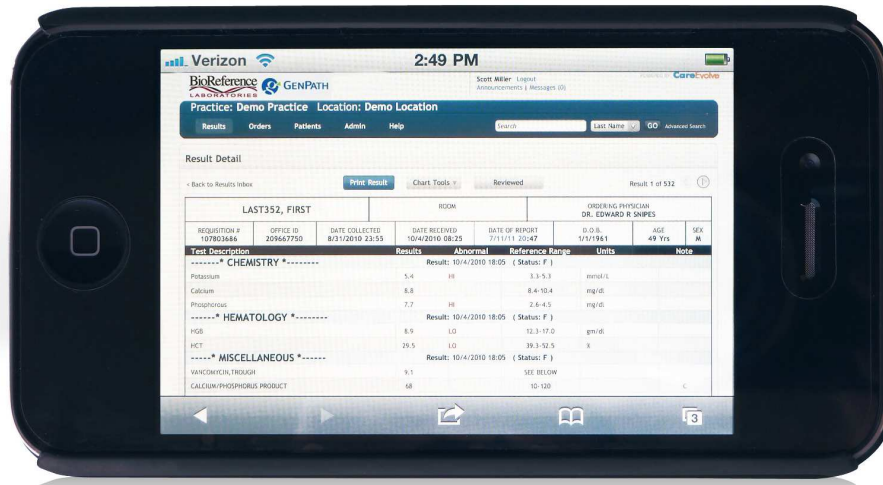 Verizon 2:49 PM
BioReference LABORATORIES GENPATH Scott Miller Logout POWERED BY CareEvolve
Announcements | Messages (0)
Practice: Demo Practice Location: Demo Location
Results Orders Patients Admin Help Search Last Name GO Advanced Search
Result Detail
< Back to Results Inbox Print Result Chart Tools Reviewed Result 1 of 532
LAST352, FIRST ROOM ORDERING PHYSICIAN
DR. EDWARD R SNIPES
REQUISITION # OFFICE ID DATE COLLECTED DATE RECEIVED DATE OF REPORT D.O.B. AGE SEX
107803686 209667750 8/31/2010 23:55 10/4/2010 08:25 7/11/11 20:47 1/1/1961 49 Yrs M
Test Description Results Abnormal Reference Range Units Note
-------* CHEMISTRY *-------- Result: 10/4/2010 18:05 ( Status: F )
Potassium 5.4 HI 3.3-5.3 mmol/L
Calcium 8.8 8.4-10.4 mg/dl
Phosphorous 7.7 HI 2.6-4.5 mg/dl
------* HEMATOLOGY *-------- Result: 10/4/2010 18:05 ( Status: F )
HGB 8.9 LO 12.3-17.0 gm/dl
HCT 29.5 LO 39.3-52.5 %
-----* MISCELLANEOUS *------ Result: 10/4/2010 18:05 ( Status: F )
VANCOMYCIN,TROUGH 9.1 SEE BELOW
CALCIUM/PHOSPHORUS PRODUCT 68 10-120
3